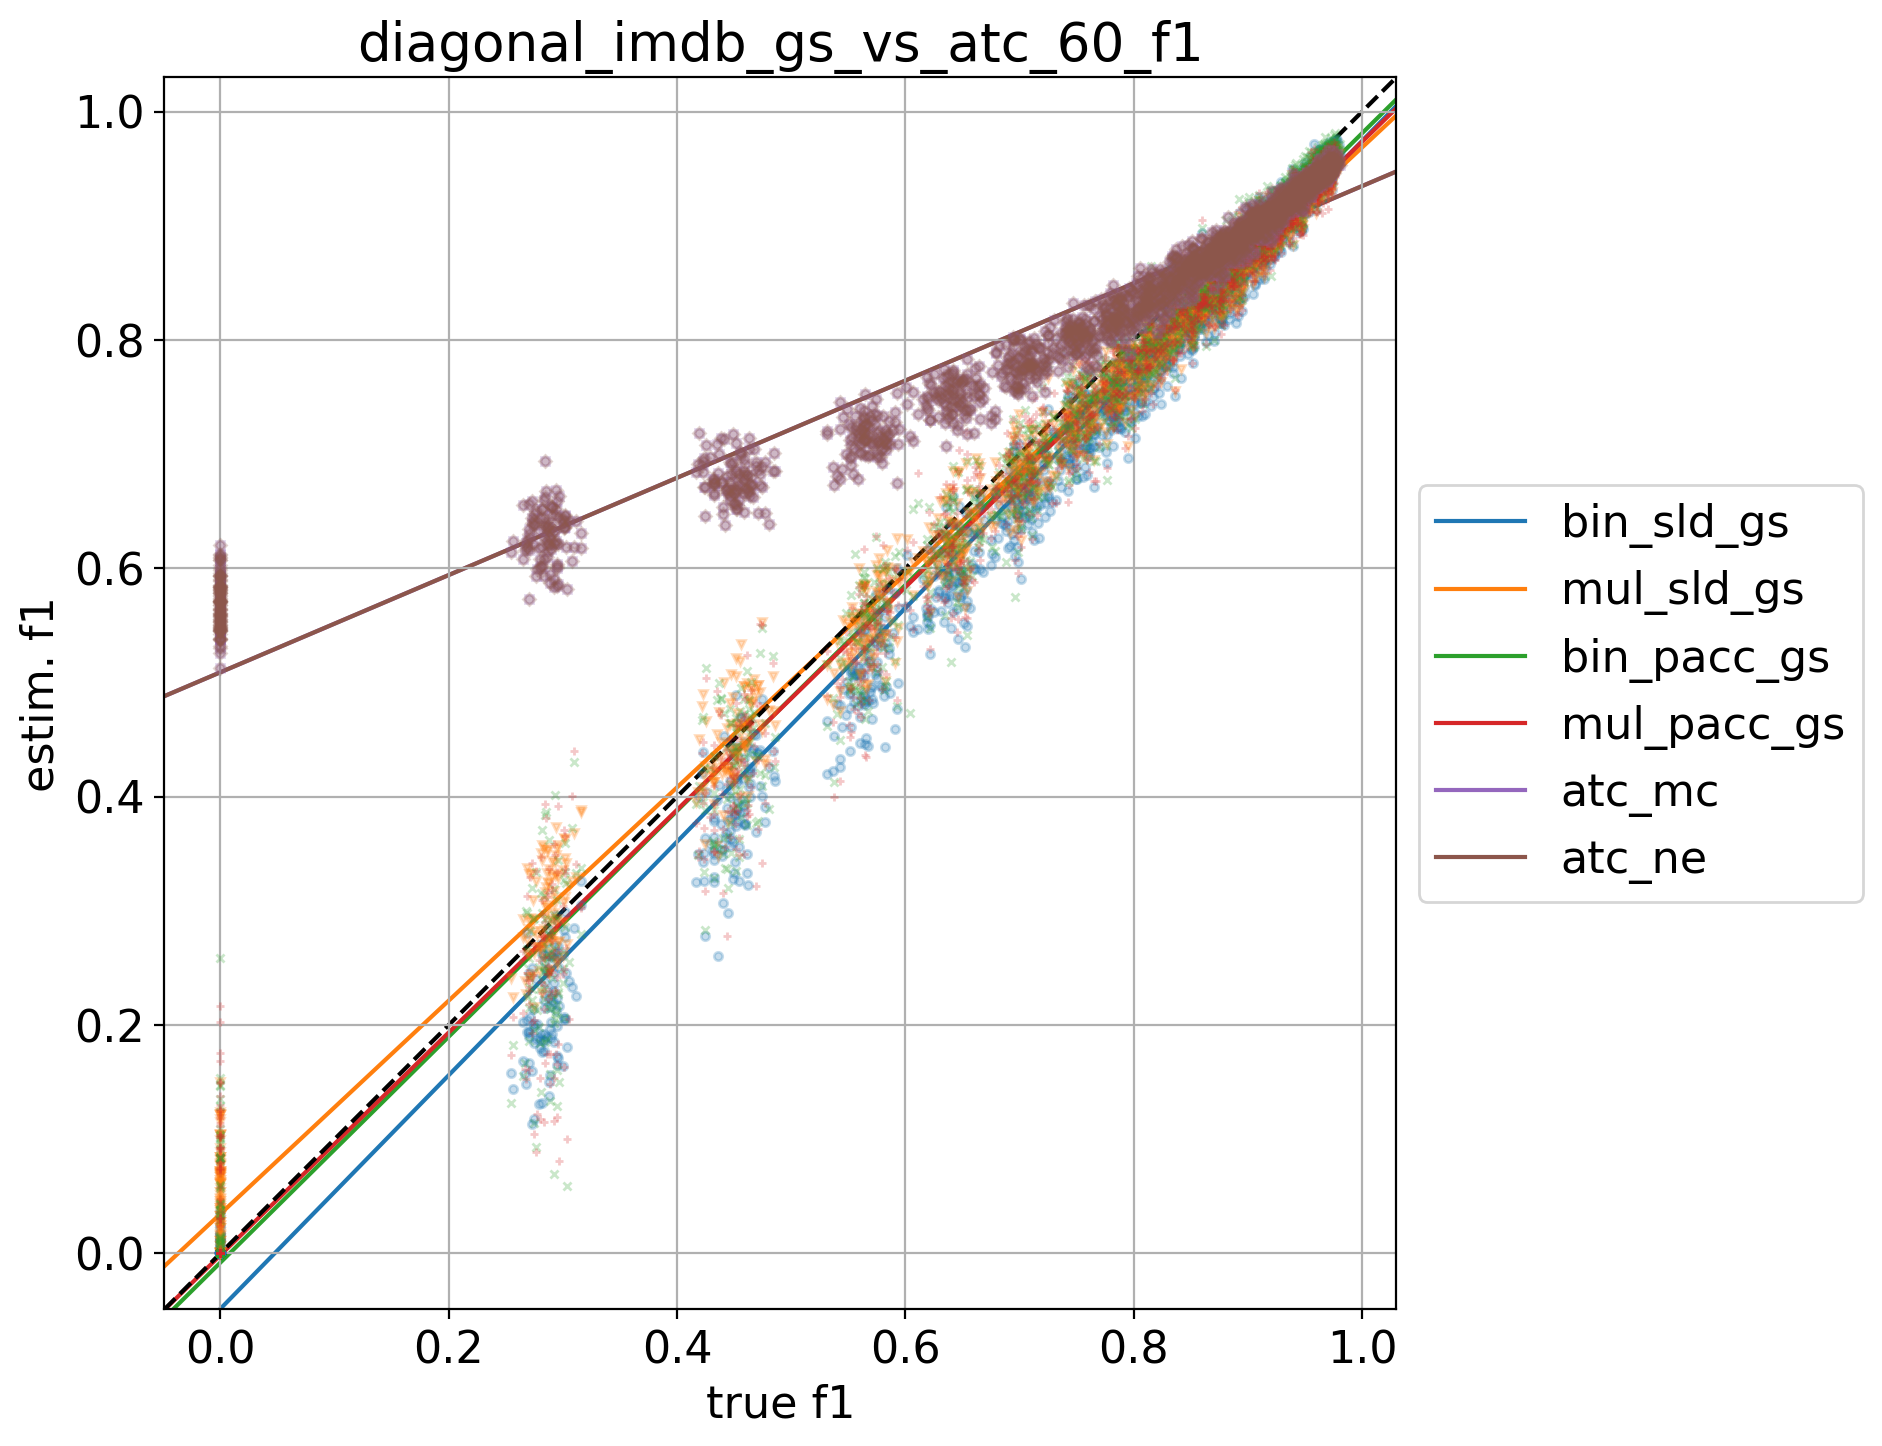 diagonal_imdb_gs_vs_atc_60_f1
1.0
0.8
0.6
0.4
0.2
0.0
estim. f1
0.0 0.2 0.4 0.6 0.8 1.0
true f1
bin_sld_gs
mul_sld_gs
bin_pacc_gs
mul_pacc_gs
atc_mc
atc_ne